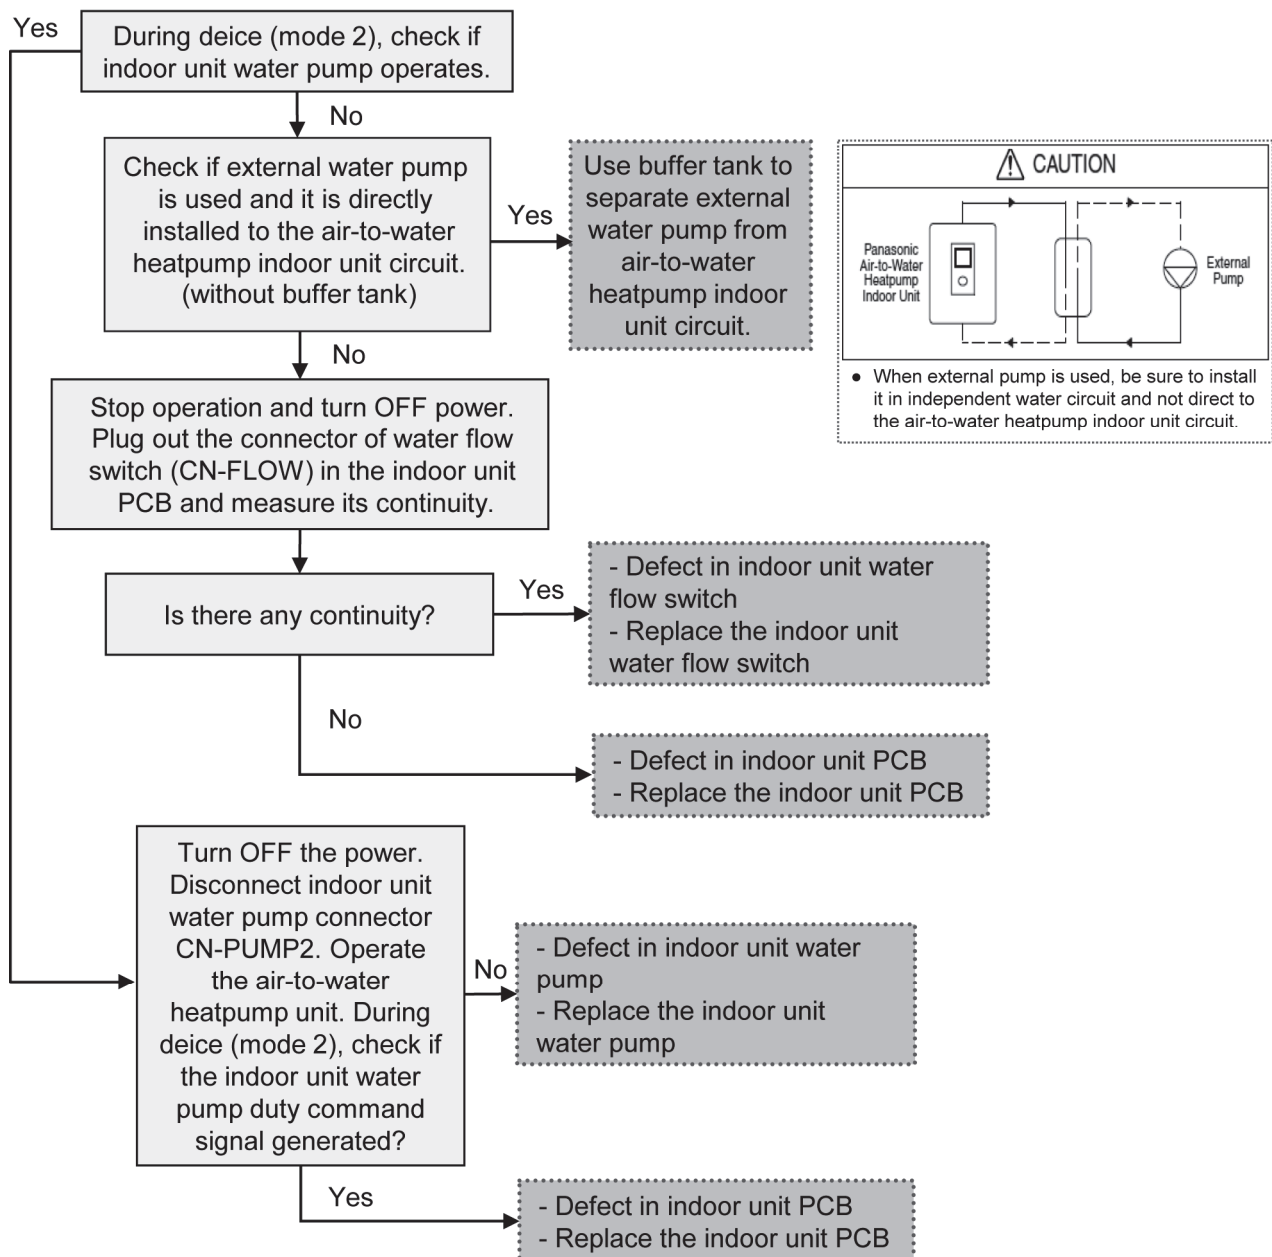 Yes
During deice (mode 2), check if
indoor unit water pump operates.
No
Check if external water pump
is used and it is directly
installed to the air-to-water
heatpump indoor unit circuit.
(without buffer tank)
Yes
Use buffer tank to
separate external
water pump from
air-to-water
heatpump indoor
unit circuit.
CAUTION
Panasonic
Air-to-Water
Heatpump
Indoor Unit
External
Pump
● When external pump is used, be sure to install
it in independent water circuit and not direct to
the air-to-water heatpump indoor unit circuit.
No
Stop operation and turn OFF power.
Plug out the connector of water flow
switch (CN-FLOW) in the indoor unit
PCB and measure its continuity.
Is there any continuity?
Yes
- Defect in indoor unit water
flow switch
- Replace the indoor unit
water flow switch
No
- Defect in indoor unit PCB
- Replace the indoor unit PCB
Turn OFF the power.
Disconnect indoor unit
water pump connector
CN-PUMP2. Operate
the air-to-water
heatpump unit. During
deice (mode 2), check if
the indoor unit water
pump duty command
signal generated?
No
- Defect in indoor unit water
pump
- Replace the indoor unit
water pump
Yes
- Defect in indoor unit PCB
- Replace the indoor unit PCB